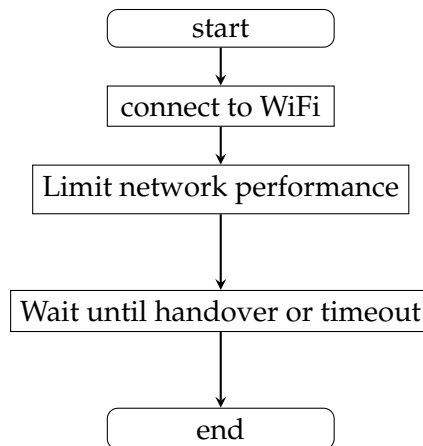 start
connect to WiFi
Limit network performance
Wait until handover or timeout
end